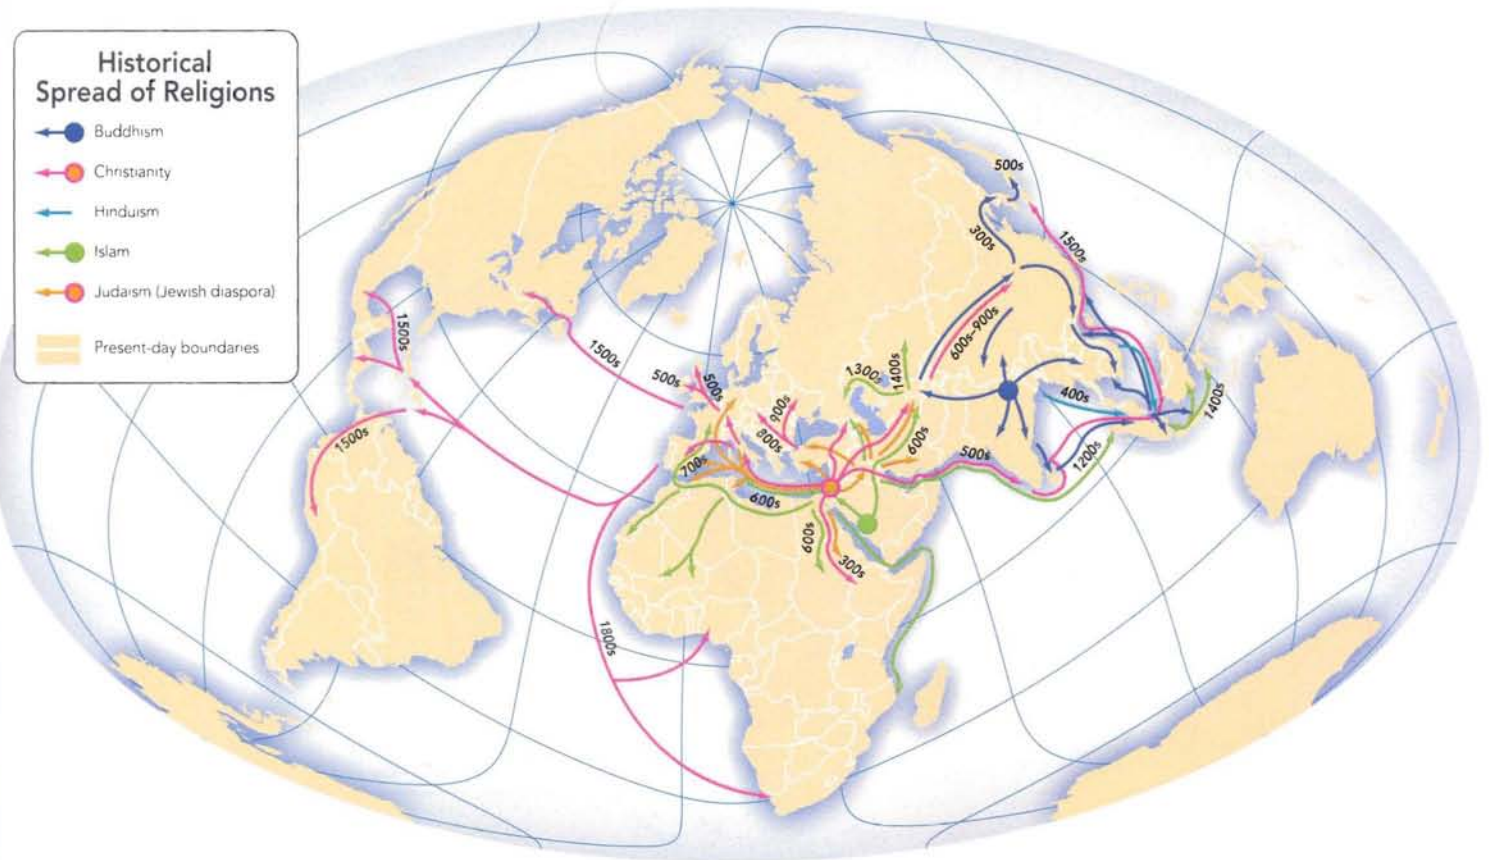 Historical
Spread of Religions
Buddhism
Christianity
Hinduism
Islam
Judaism (Jewish diaspora)
Present-day boundaries
500s
300s
1500s
1500s
600s–900s
1500s
500s
500s
1300s
1400s
400s
1400s
900s
800s
600s
1500s
700s
500s
1200s
600s
600s
300s
1800s